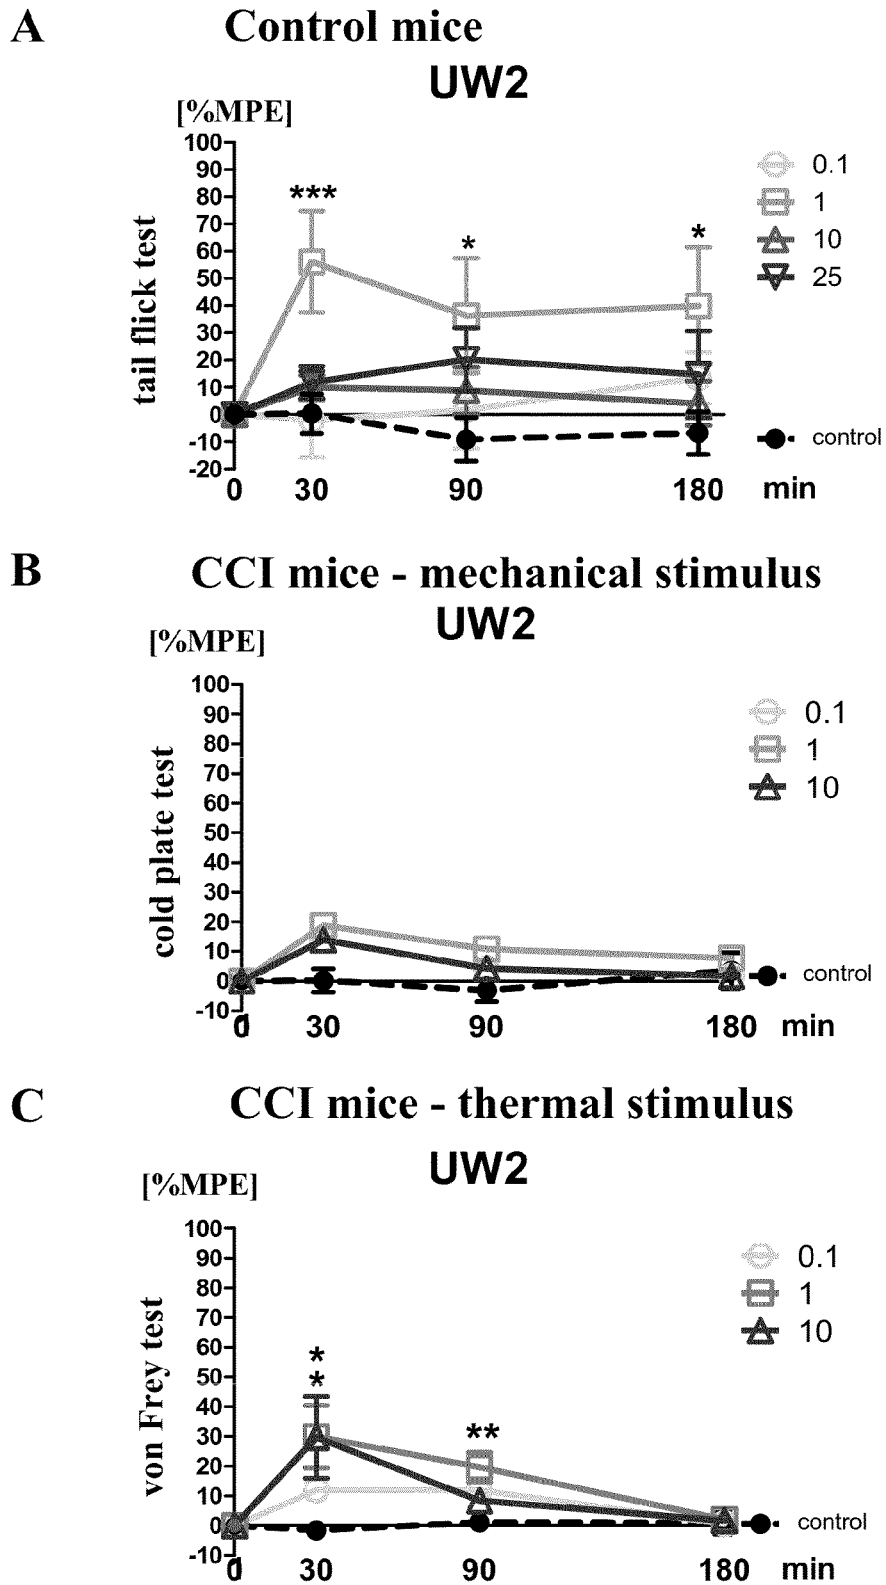 A
Control mice
UW2
[%MPE]
tail flick test
100
90
80
70
60
50
40
30
20
10
0
-10
-20
***
*
*
0.1
1
10
25
control
0 30 90 180 min
B
CCI mice - mechanical stimulus
UW2
[%MPE]
cold plate test
100
90
80
70
60
50
40
30
20
10
0
-10
0.1
1
10
control
0 30 90 180 min
C
CCI mice - thermal stimulus
UW2
[%MPE]
von Frey test
100
90
80
70
60
50
40
30
20
10
0
-10
*
*
**
0.1
1
10
control
0 30 90 180 min